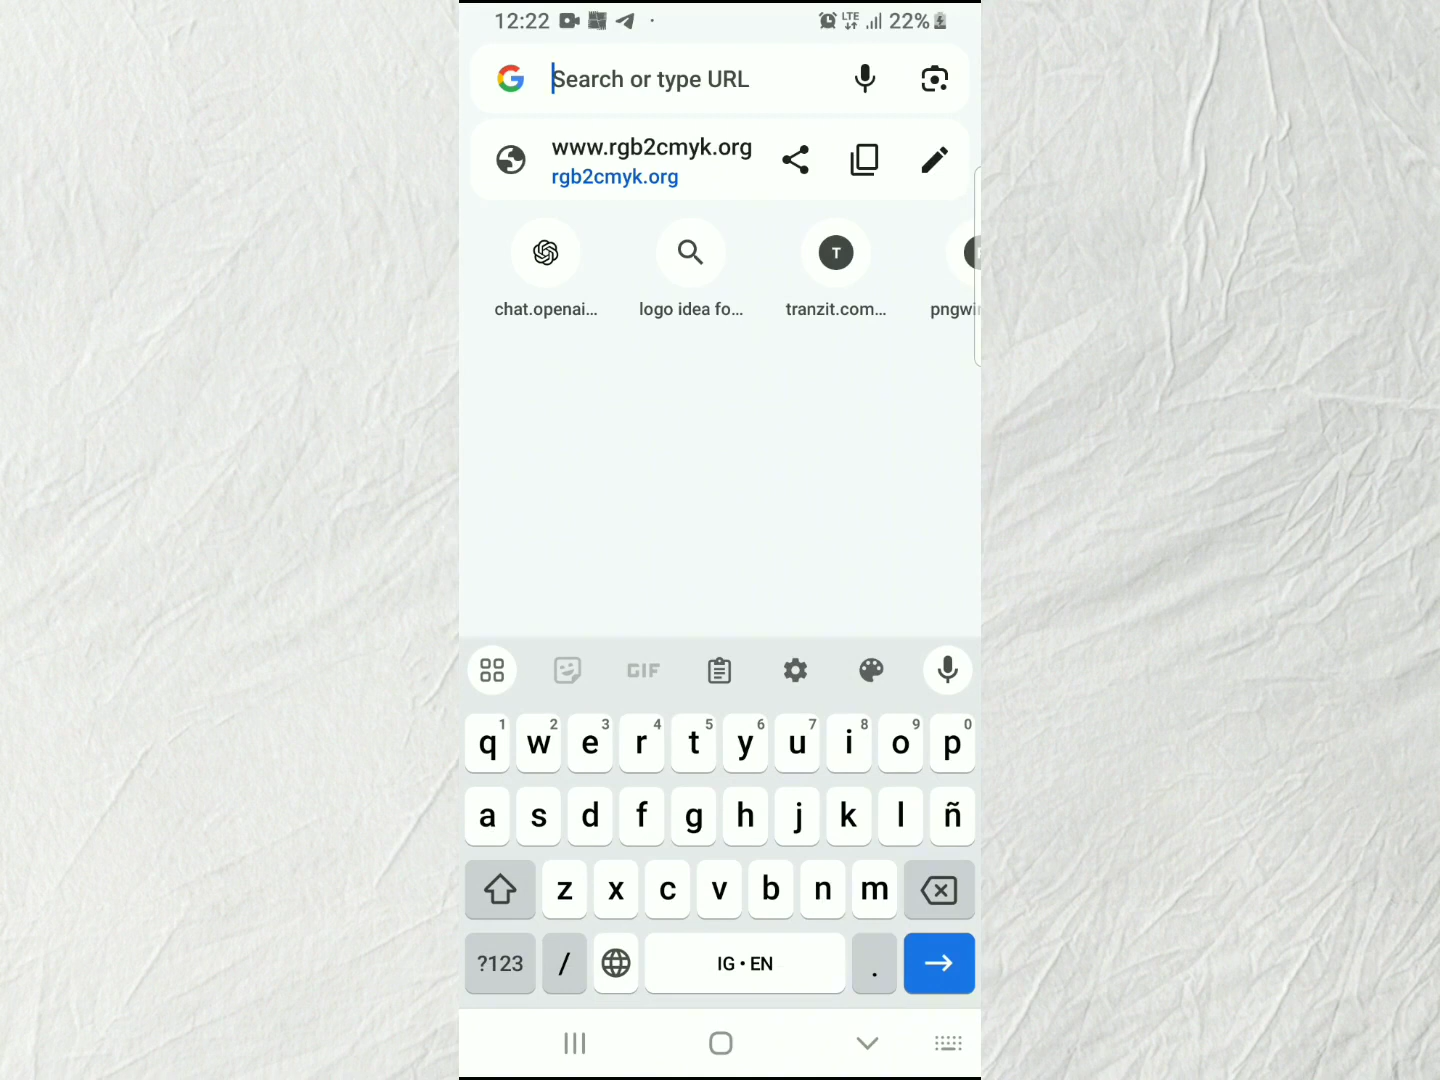 12:22 LTE 22%
Search or type URL
www.rgb2cmyk.org
rgb2cmyk.org
T
chat.openai... logo idea fo... tranzit.com... pngwi
GIF
1 2 3 4 5 6 7 8 9 0
q w e r t y u i o p
a s d f g h j k l ñ
z x c v b n m
?123 / IG • EN .